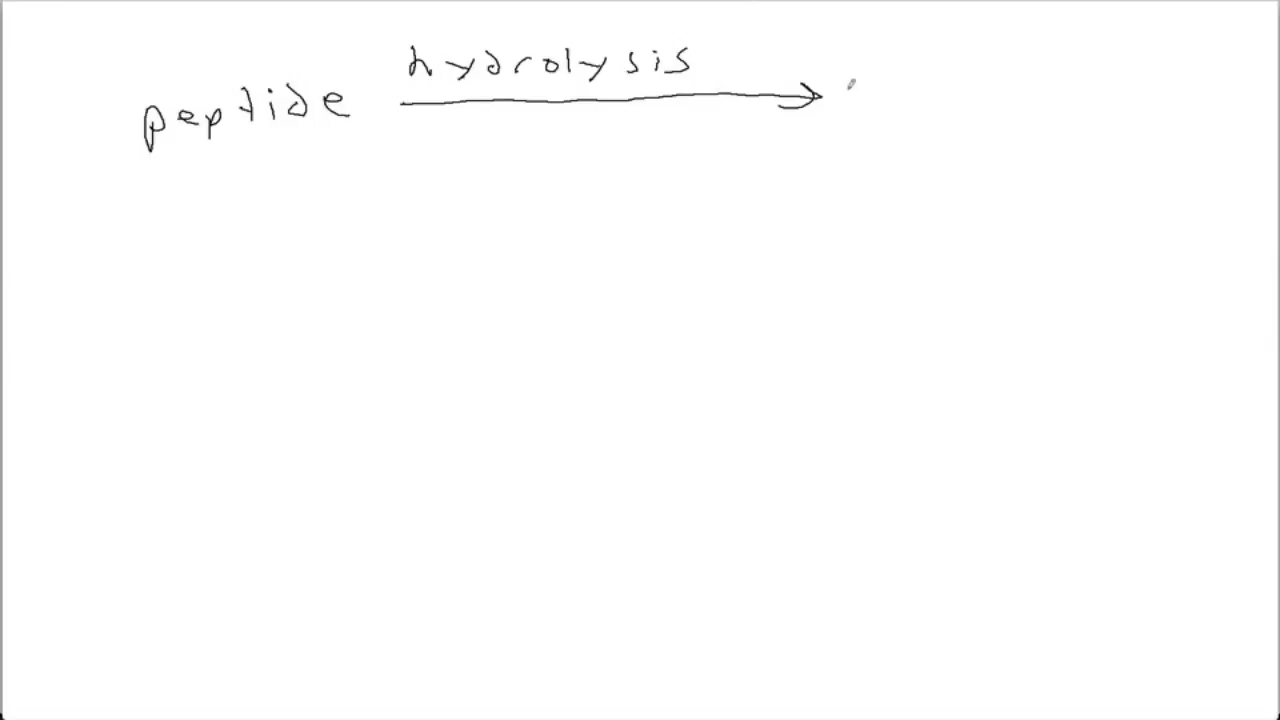 peptide hydrolysis →